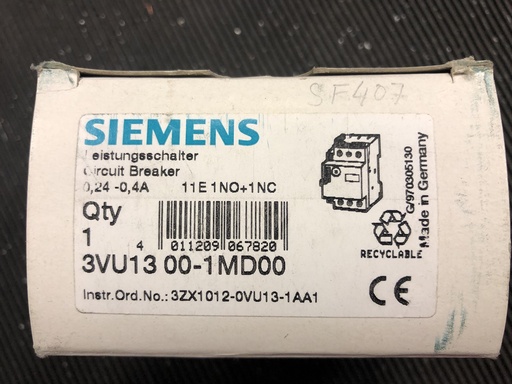 SF407
SIEMENS
Leistungsschalter
Circuit Breaker
0,24 -0,4A 11E 1NO+1NC
Qty
1
4 011209 067820
3VU13 00-1MD00
Instr.Ord.No.: 3ZX1012-0VU13-1AA1
G/970305130
Made in Germany
RECYCLABLE
CE